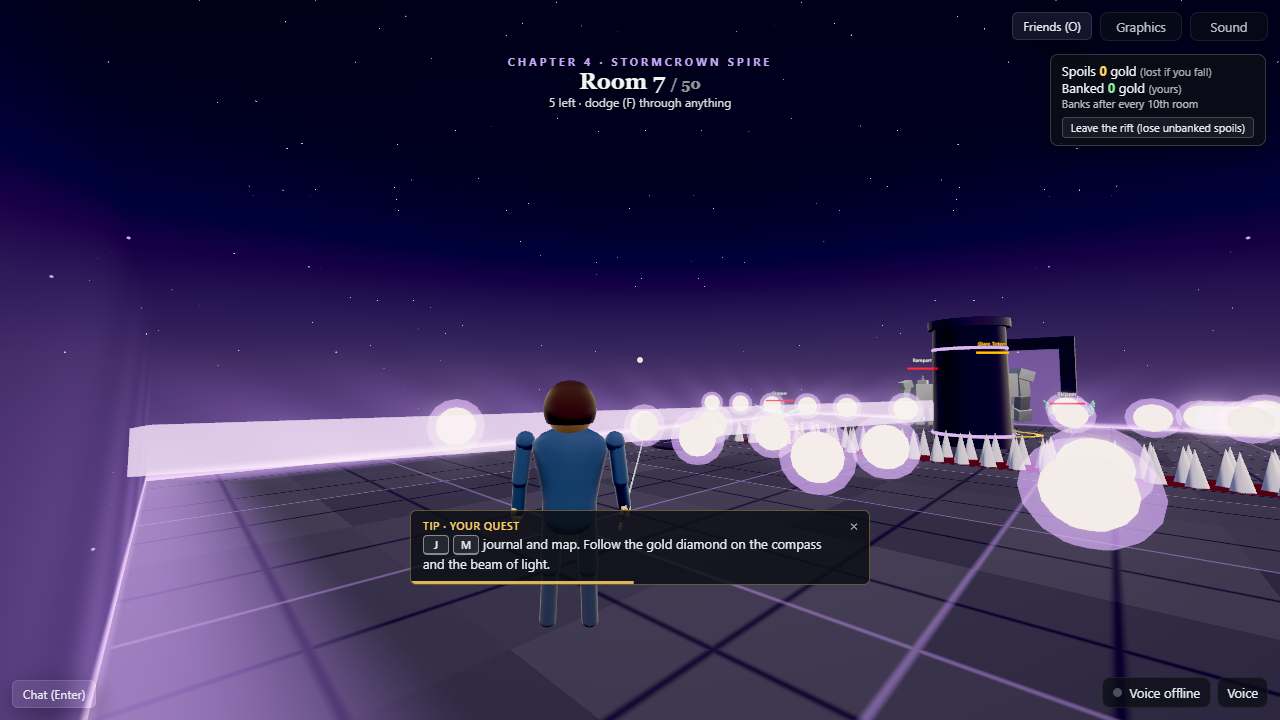 Friends (O)
Graphics
Sound
CHAPTER 4 · STORMCROWN SPIRE
Room 7 / 50
5 left · dodge (F) through anything
Spoils 0 gold (lost if you fall)
Banked 0 gold (yours)
Banks after every 10th room
Leave the rift (lose unbanked spoils)
Rampart
TIP · YOUR QUEST
×
J M journal and map. Follow the gold diamond on the compass
and the beam of light.
Chat (Enter)
Voice offline
Voice